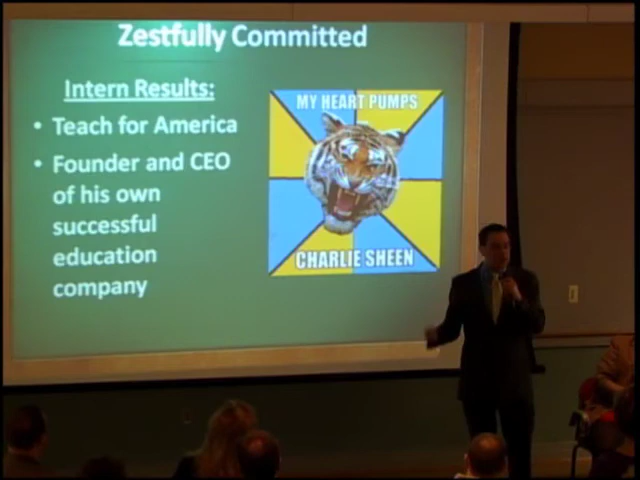 Zestfully Committed
Intern Results:
• Teach for America
• Founder and CEO
of his own
successful
education
company
MY HEART PUMPS
CHARLIE SHEEN